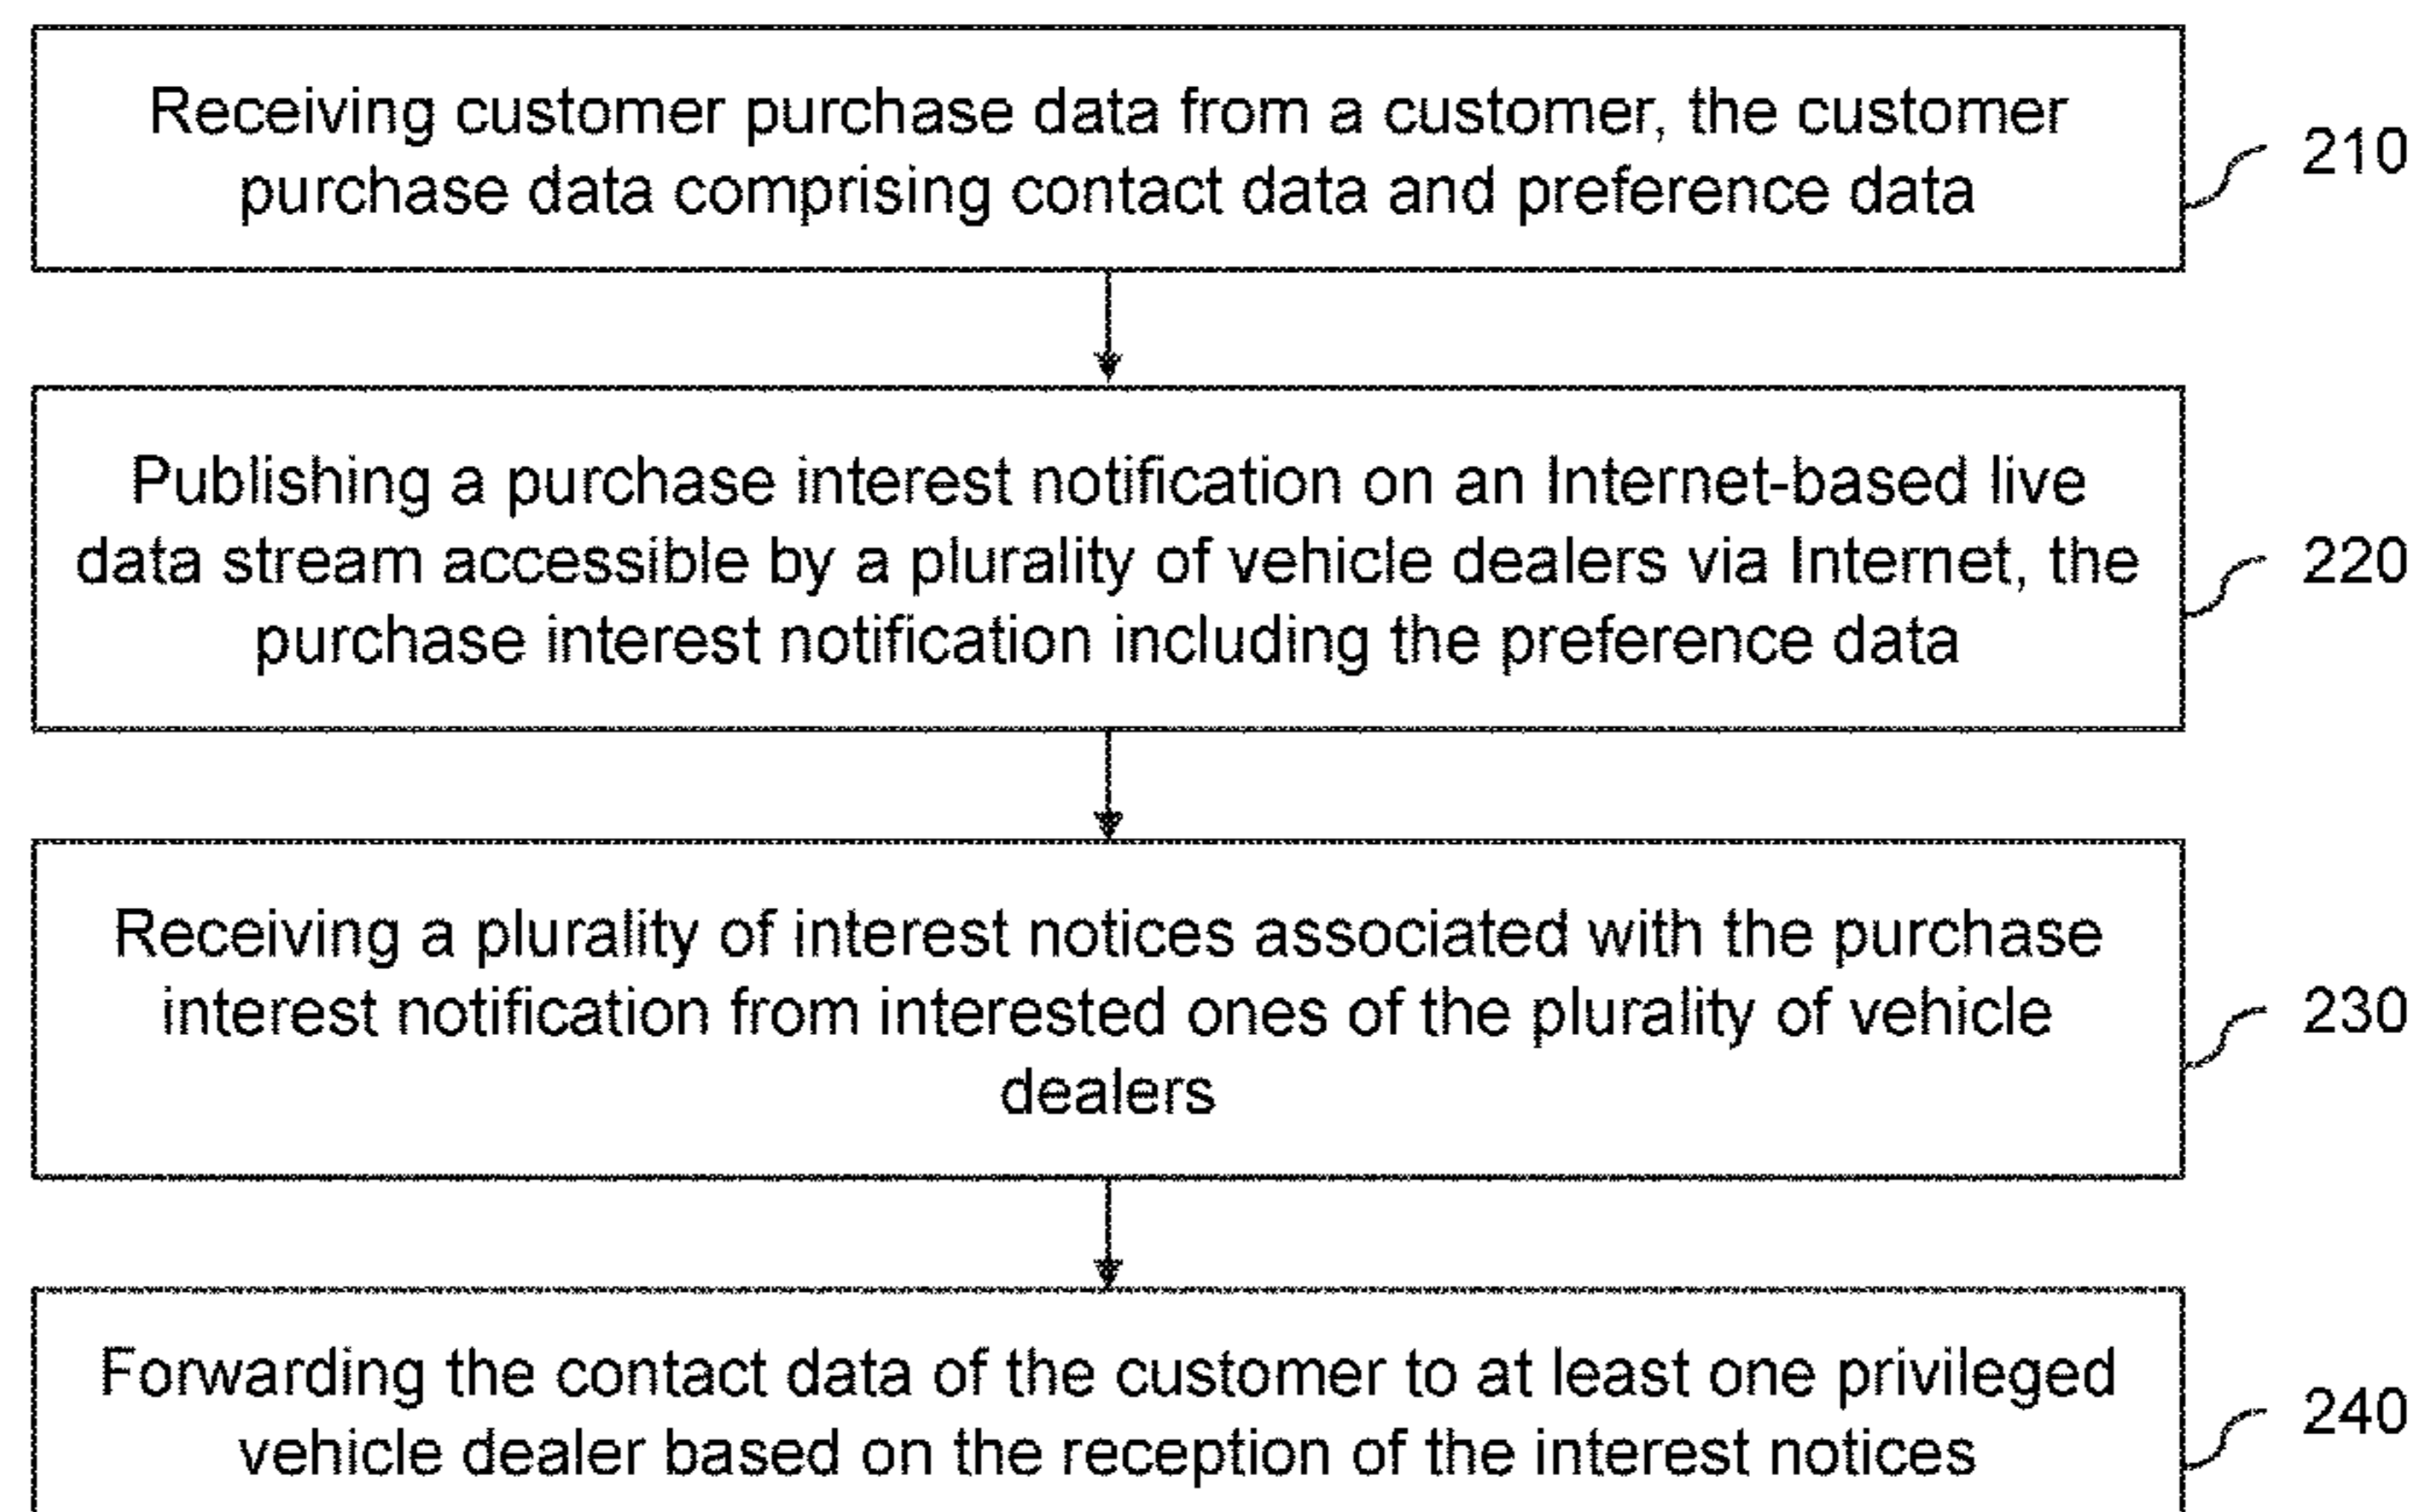 Receiving customer purchase data from a customer, the customer
purchase data comprising contact data and preference data
210
Publishing a purchase interest notification on an Internet-based live
data stream accessible by a plurality of vehicle dealers via Internet, the
purchase interest notification including the preference data
220
Receiving a plurality of interest notices associated with the purchase
interest notification from interested ones of the plurality of vehicle
dealers
230
Forwarding the contact data of the customer to at least one privileged
vehicle dealer based on the reception of the interest notices
240